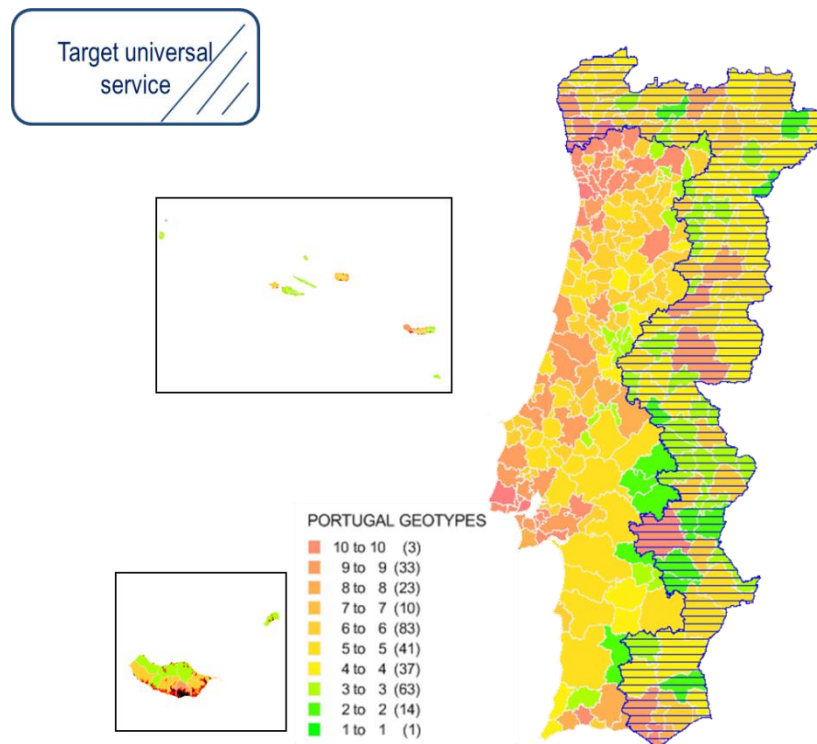 Target universal
service
PORTUGAL GEOTYPES
10 to 10 (3)
9 to 9 (33)
8 to 8 (23)
7 to 7 (10)
6 to 6 (83)
5 to 5 (41)
4 to 4 (37)
3 to 3 (63)
2 to 2 (14)
1 to 1 (1)